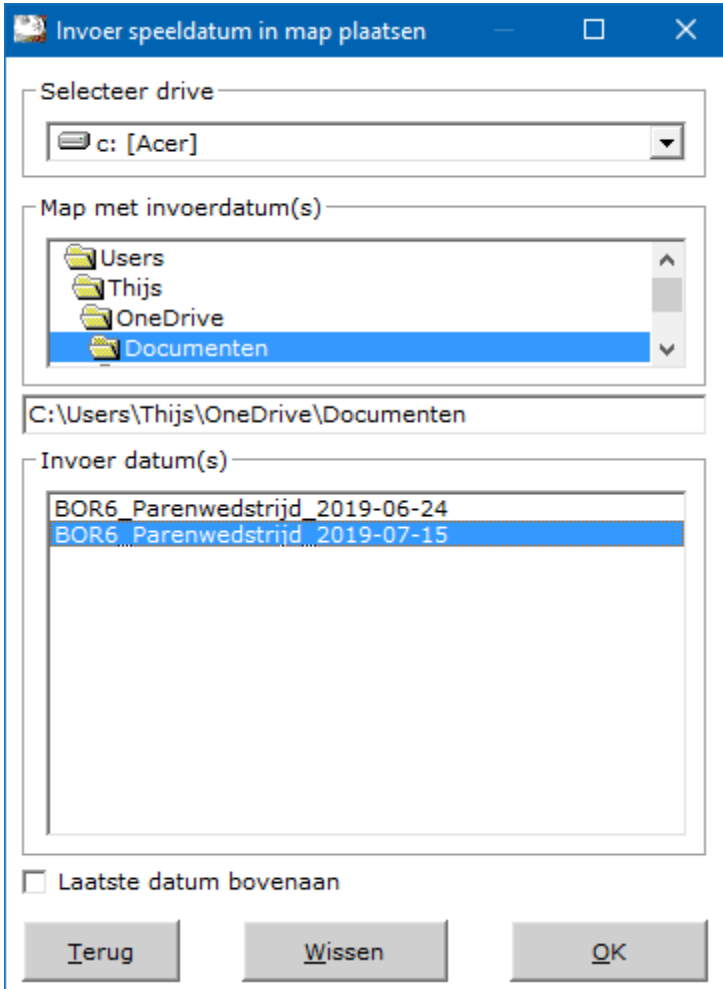 Invoer speeldatum in map plaatsen
Selecteer drive
c: [Acer]
Map met invoerdatum(s)
Users
Thijs
OneDrive
Documenten
C:\Users\Thijs\OneDrive\Documenten
Invoer datum(s)
BOR6_Parenwedstrijd_2019-06-24
BOR6_Parenwedstrijd_2019-07-15
Laatste datum bovenaan
Terug
Wissen
OK